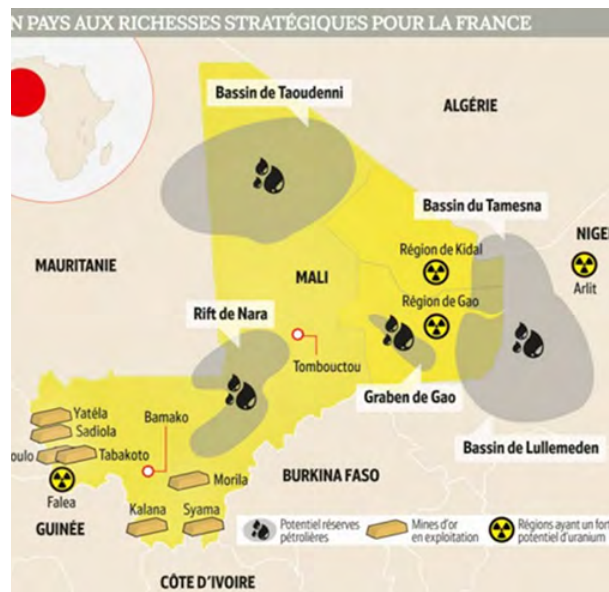 N PAYS AUX RICHESSES STRATÉGIQUES POUR LA FRANCE
Bassin de Taoudenni
ALGÉRIE
Bassin du Tamesna
NIGE
Région de Kidal
Arlit
MAURITANIE
MALI
Région de Gao
Rift de Nara
Tombouctou
Graben de Gao
Yatéla
Sadiola
Bamako
oulo
Tabakoto
Bassin de Lullemeden
Morila
BURKINA FASO
Falea
Kalana
Syama
GUINÉE
Potentiel réserves
pétrolières
Mines d'or
en exploitation
Régions ayant un fort
potentiel d'uranium
CÔTE D'IVOIRE